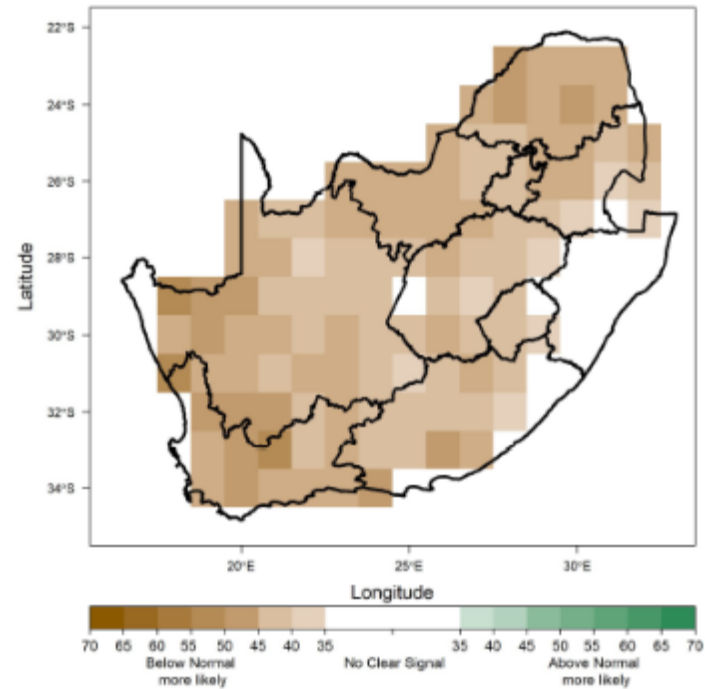 22°S
24°S
26°S
28°S
30°S
32°S
34°S
Latitude
20°E 25°E 30°E
Longitude
70 65 60 55 50 45 40 35 35 40 45 50 55 60 65 70
Below Normal No Clear Signal Above Normal
more likely more likely